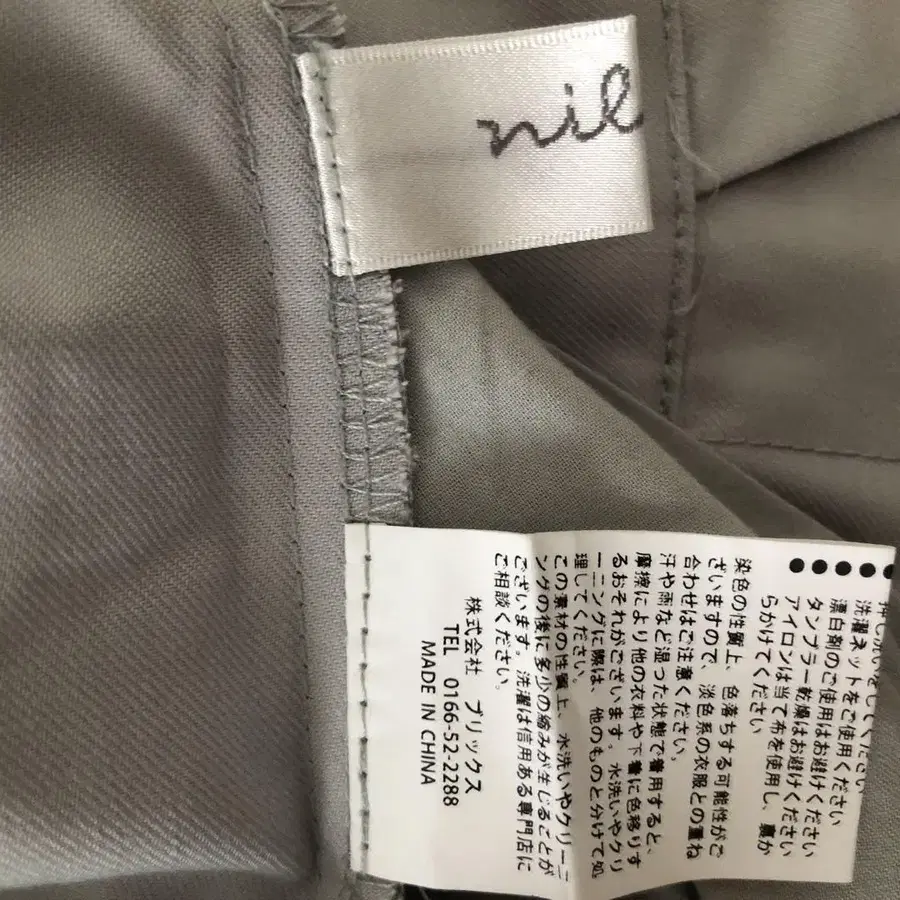 nil
押し洗いをしてください
●洗濯ネットをご使用ください
●漂白剤のご使用はお避けください
●タンブラー乾燥はお避けください
●アイロンは当て布を使用し、裏か
らかけてください
染色の性質上、色落ちする可能性がご
ざいますので、淡色系の衣服との重ね
合わせはご注意ください。
汗や雨など湿った状態で着用すると、
摩擦により他の衣料や下着に色移りす
るおそれがございます。水洗いやクリ
ーニングに際は、他のものと分けて処
理してください。
この素材の性質上、水洗いやクリーニ
ングの後に多少の縮みが生じることが
ございます。洗濯は信用ある専門店に
ご相談ください。
株式会社 ブリックス
TEL 0166-52-2288
MADE IN CHINA